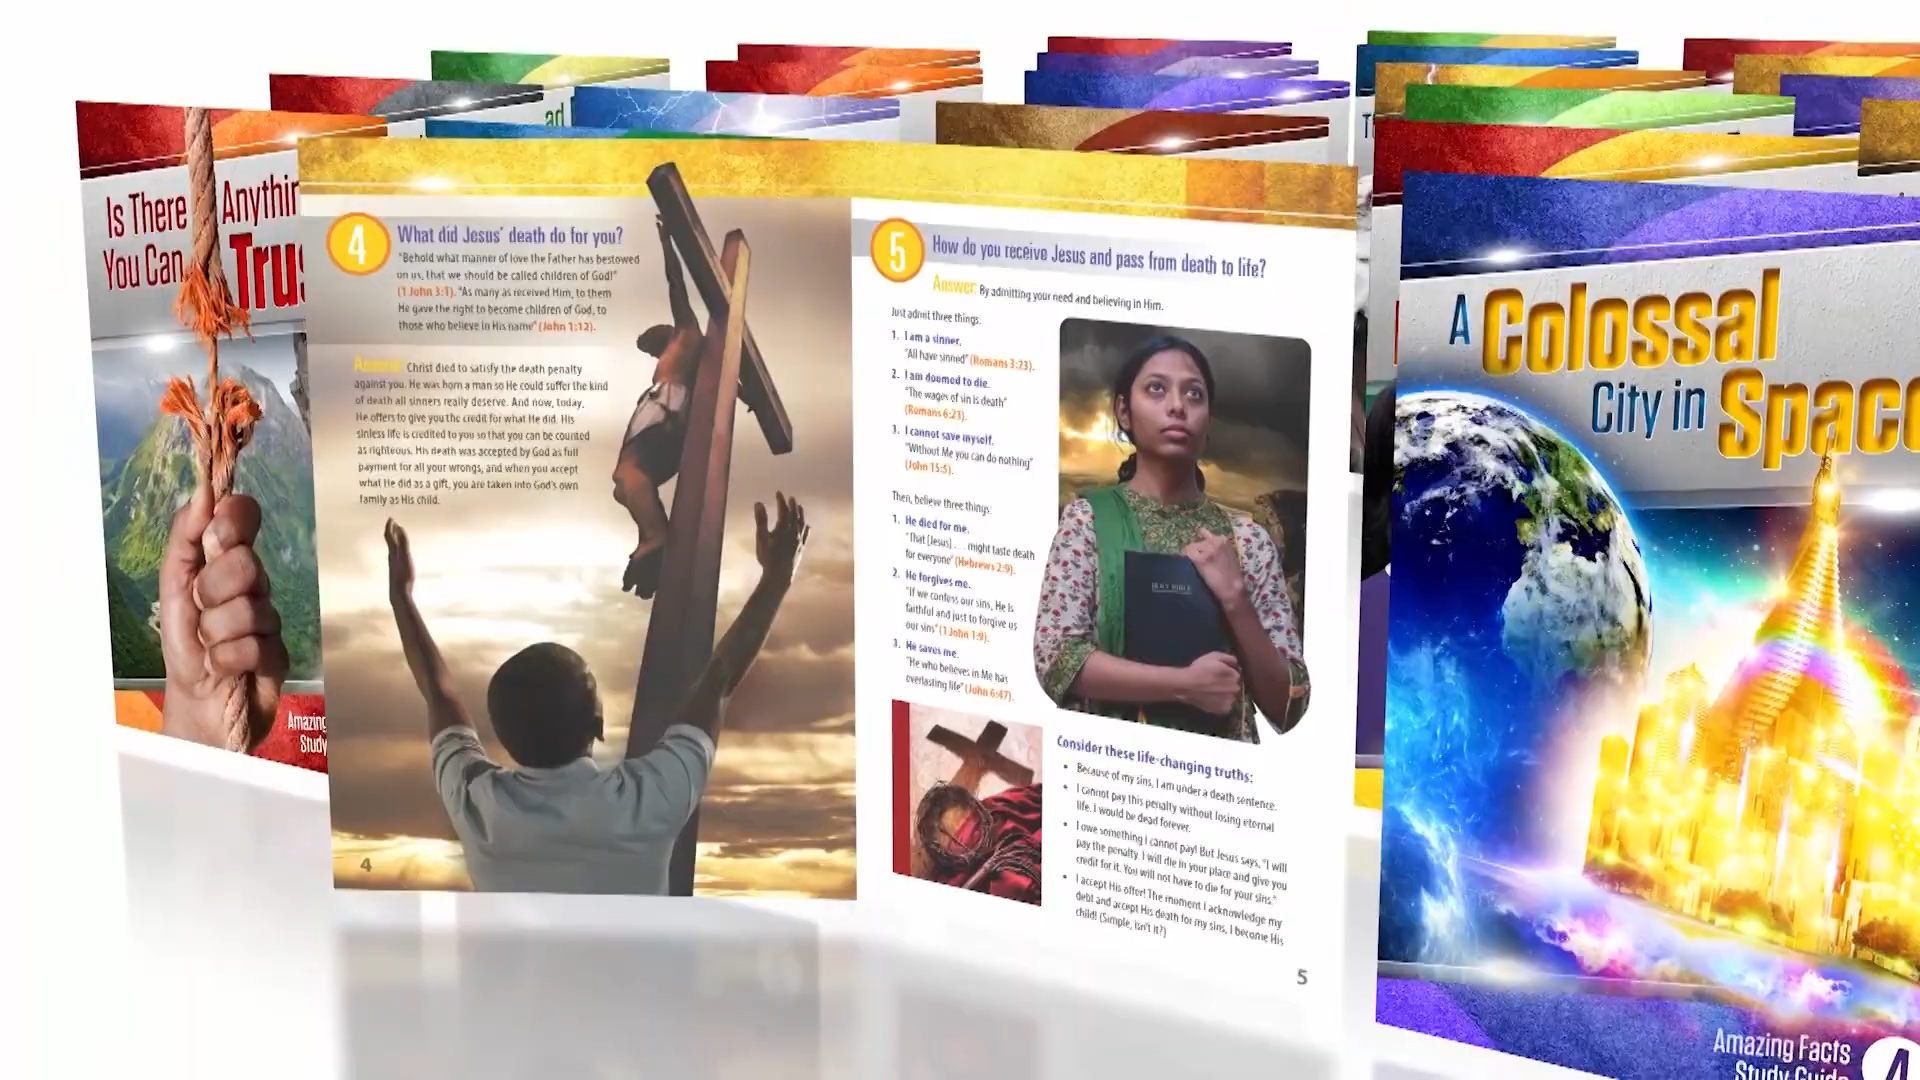 Is There Anythin
You Can Trus
Amazing
Study
ad
4
What did Jesus' death do for you?
"Behold what manner of love the Father has bestowed
on us, that we should be called children of God!"
(1 John 3:1). "As many as received Him, to them
He gave the right to become children of God, to
those who believe in His name" (John 1:12).
Answer: Christ died to satisfy the death penalty
against you. He was born a man so He could suffer the kind
of death all sinners really deserve. And now, today,
He offers to give you the credit for what He did. His
sinless life is credited to you so that you can be counted
as righteous. His death was accepted by God as full
payment for all your wrongs, and when you accept
what He did as a gift, you are taken into God's own
family as His child.
4
5
How do you receive Jesus and pass from death to life?
Answer: By admitting your need and believing in Him.
Just admit three things:
1. I am a sinner.
"All have sinned" (Romans 3:23).
2. I am doomed to die.
"The wages of sin is death"
(Romans 6:23).
3. I cannot save myself.
"Without Me you can do nothing"
(John 15:5).
Then, believe three things:
1. He died for me.
"That [Jesus] ... might taste death
for everyone" (Hebrews 2:9).
2. He forgives me.
"If we confess our sins, He is
faithful and just to forgive us
our sins" (1 John 1:9).
3. He saves me.
"He who believes in Me has
everlasting life" (John 6:47).
HOLY BIBLE
Consider these life-changing truths:
• Because of my sins, I am under a death sentence.
• I cannot pay this penalty without losing eternal
life. I would be dead forever.
• I owe something I cannot pay! But Jesus says, "I will
pay the penalty. I will die in your place and give you
credit for it. You will not have to die for your sins."
• I accept His offer! The moment I acknowledge my
debt and accept His death for my sins, I become His
child! (Simple, isn't it?)
5
A Colossal
City in Space
Amazing Facts
Study Guide
4